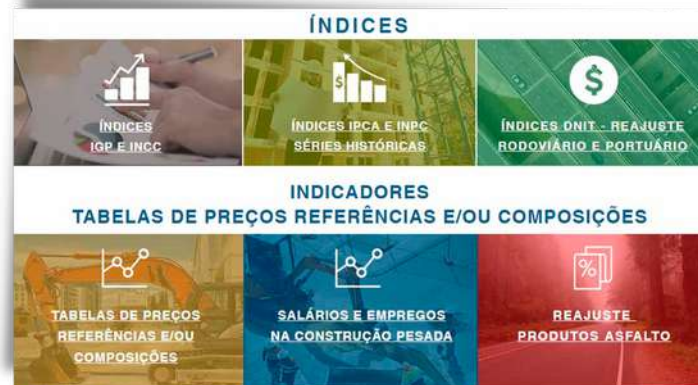 ÍNDICES
ÍNDICES
IGP E INCC
ÍNDICES IPCA E INPC
SÉRIES HISTÓRICAS
ÍNDICES DNIT - REAJUSTE
RODOVIÁRIO E PORTUÁRIO
INDICADORES
TABELAS DE PREÇOS REFERÊNCIAS E/OU COMPOSIÇÕES
TABELAS DE PREÇOS
REFERÊNCIAS E/OU
COMPOSIÇÕES
SALÁRIOS E EMPREGOS
NA CONSTRUÇÃO PESADA
REAJUSTE
PRODUTOS ASFALTO